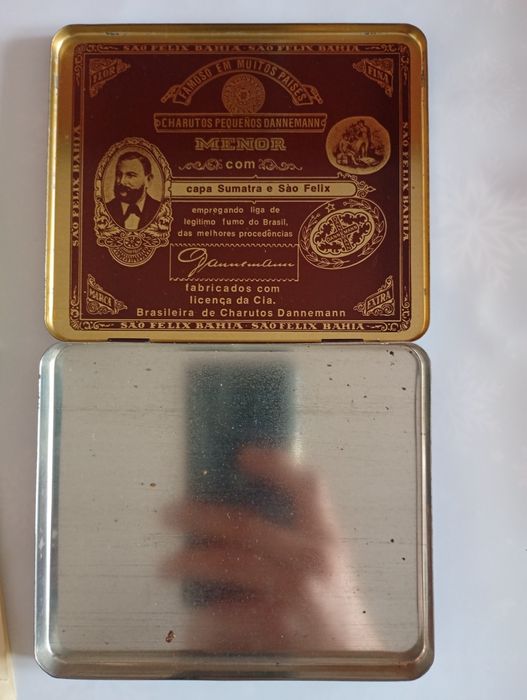 SÃO FELIX BAHIA · SÃO FELIX BAHIA
FLOR
FAMOSO EM MUITOS PAISES
FINA
CHARUTOS PEQUEÑOS DANNEMANN
MENOR
com
capa Sumatra e Sào Felix
empregando liga de
legitimo fumo do Brasil,
das melhores procedências
Dannemann
fabricados com
licença da Cia.
Brasileira de Charutos Dannemann
MARCA
EXTRA
SÃO FELIX BAHIA · SÃO FELIX BAHIA
SÃO FELIX BAHIA
SÃO FELIX BAHIA